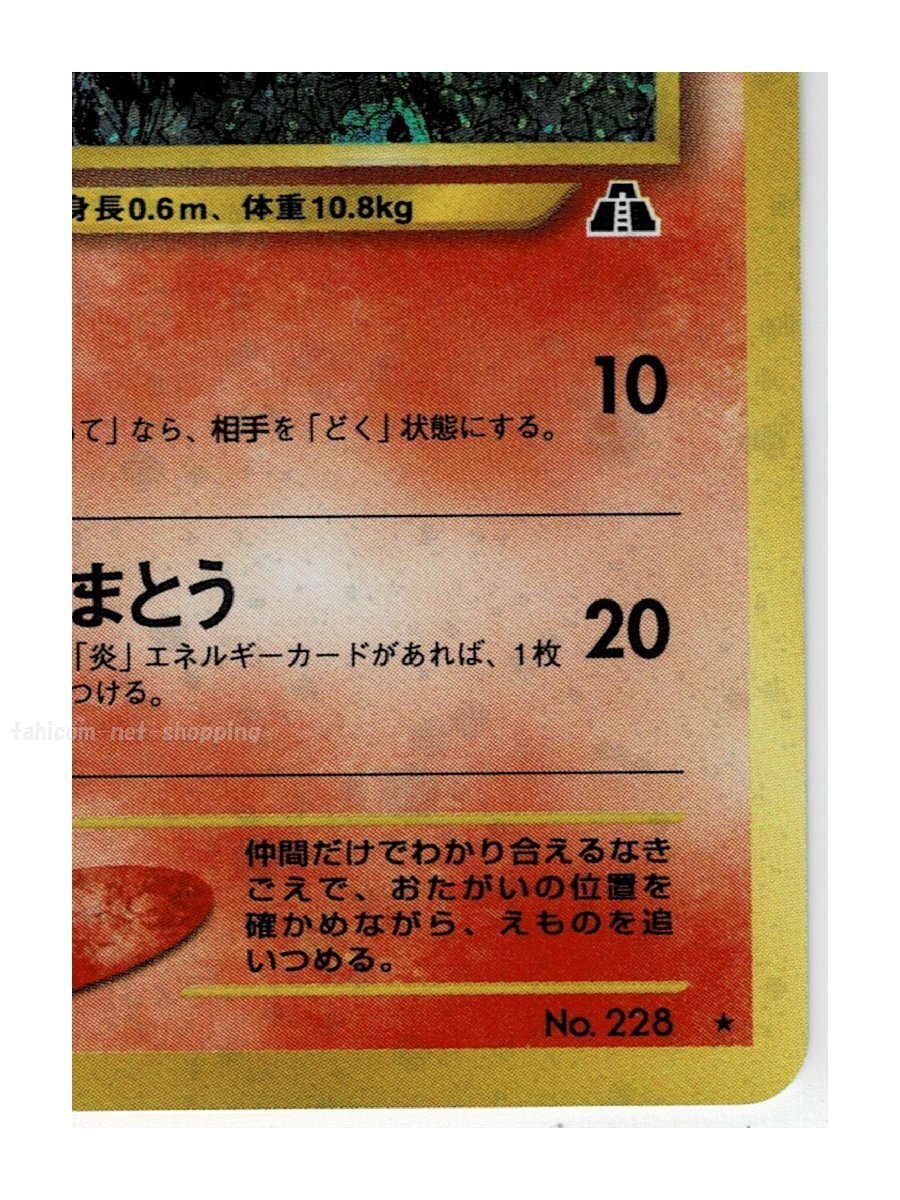 身長0.6m、体重10.8kg
10
って」なら、相手を「どく」状態にする。
まとう
20
「炎」エネルギーカードがあれば、1枚
つける。
tahicom-net-shopping
仲間だけでわかり合えるなき
ごえで、おたがいの位置を
確かめながら、えものを追
いつめる。
No. 228 ★